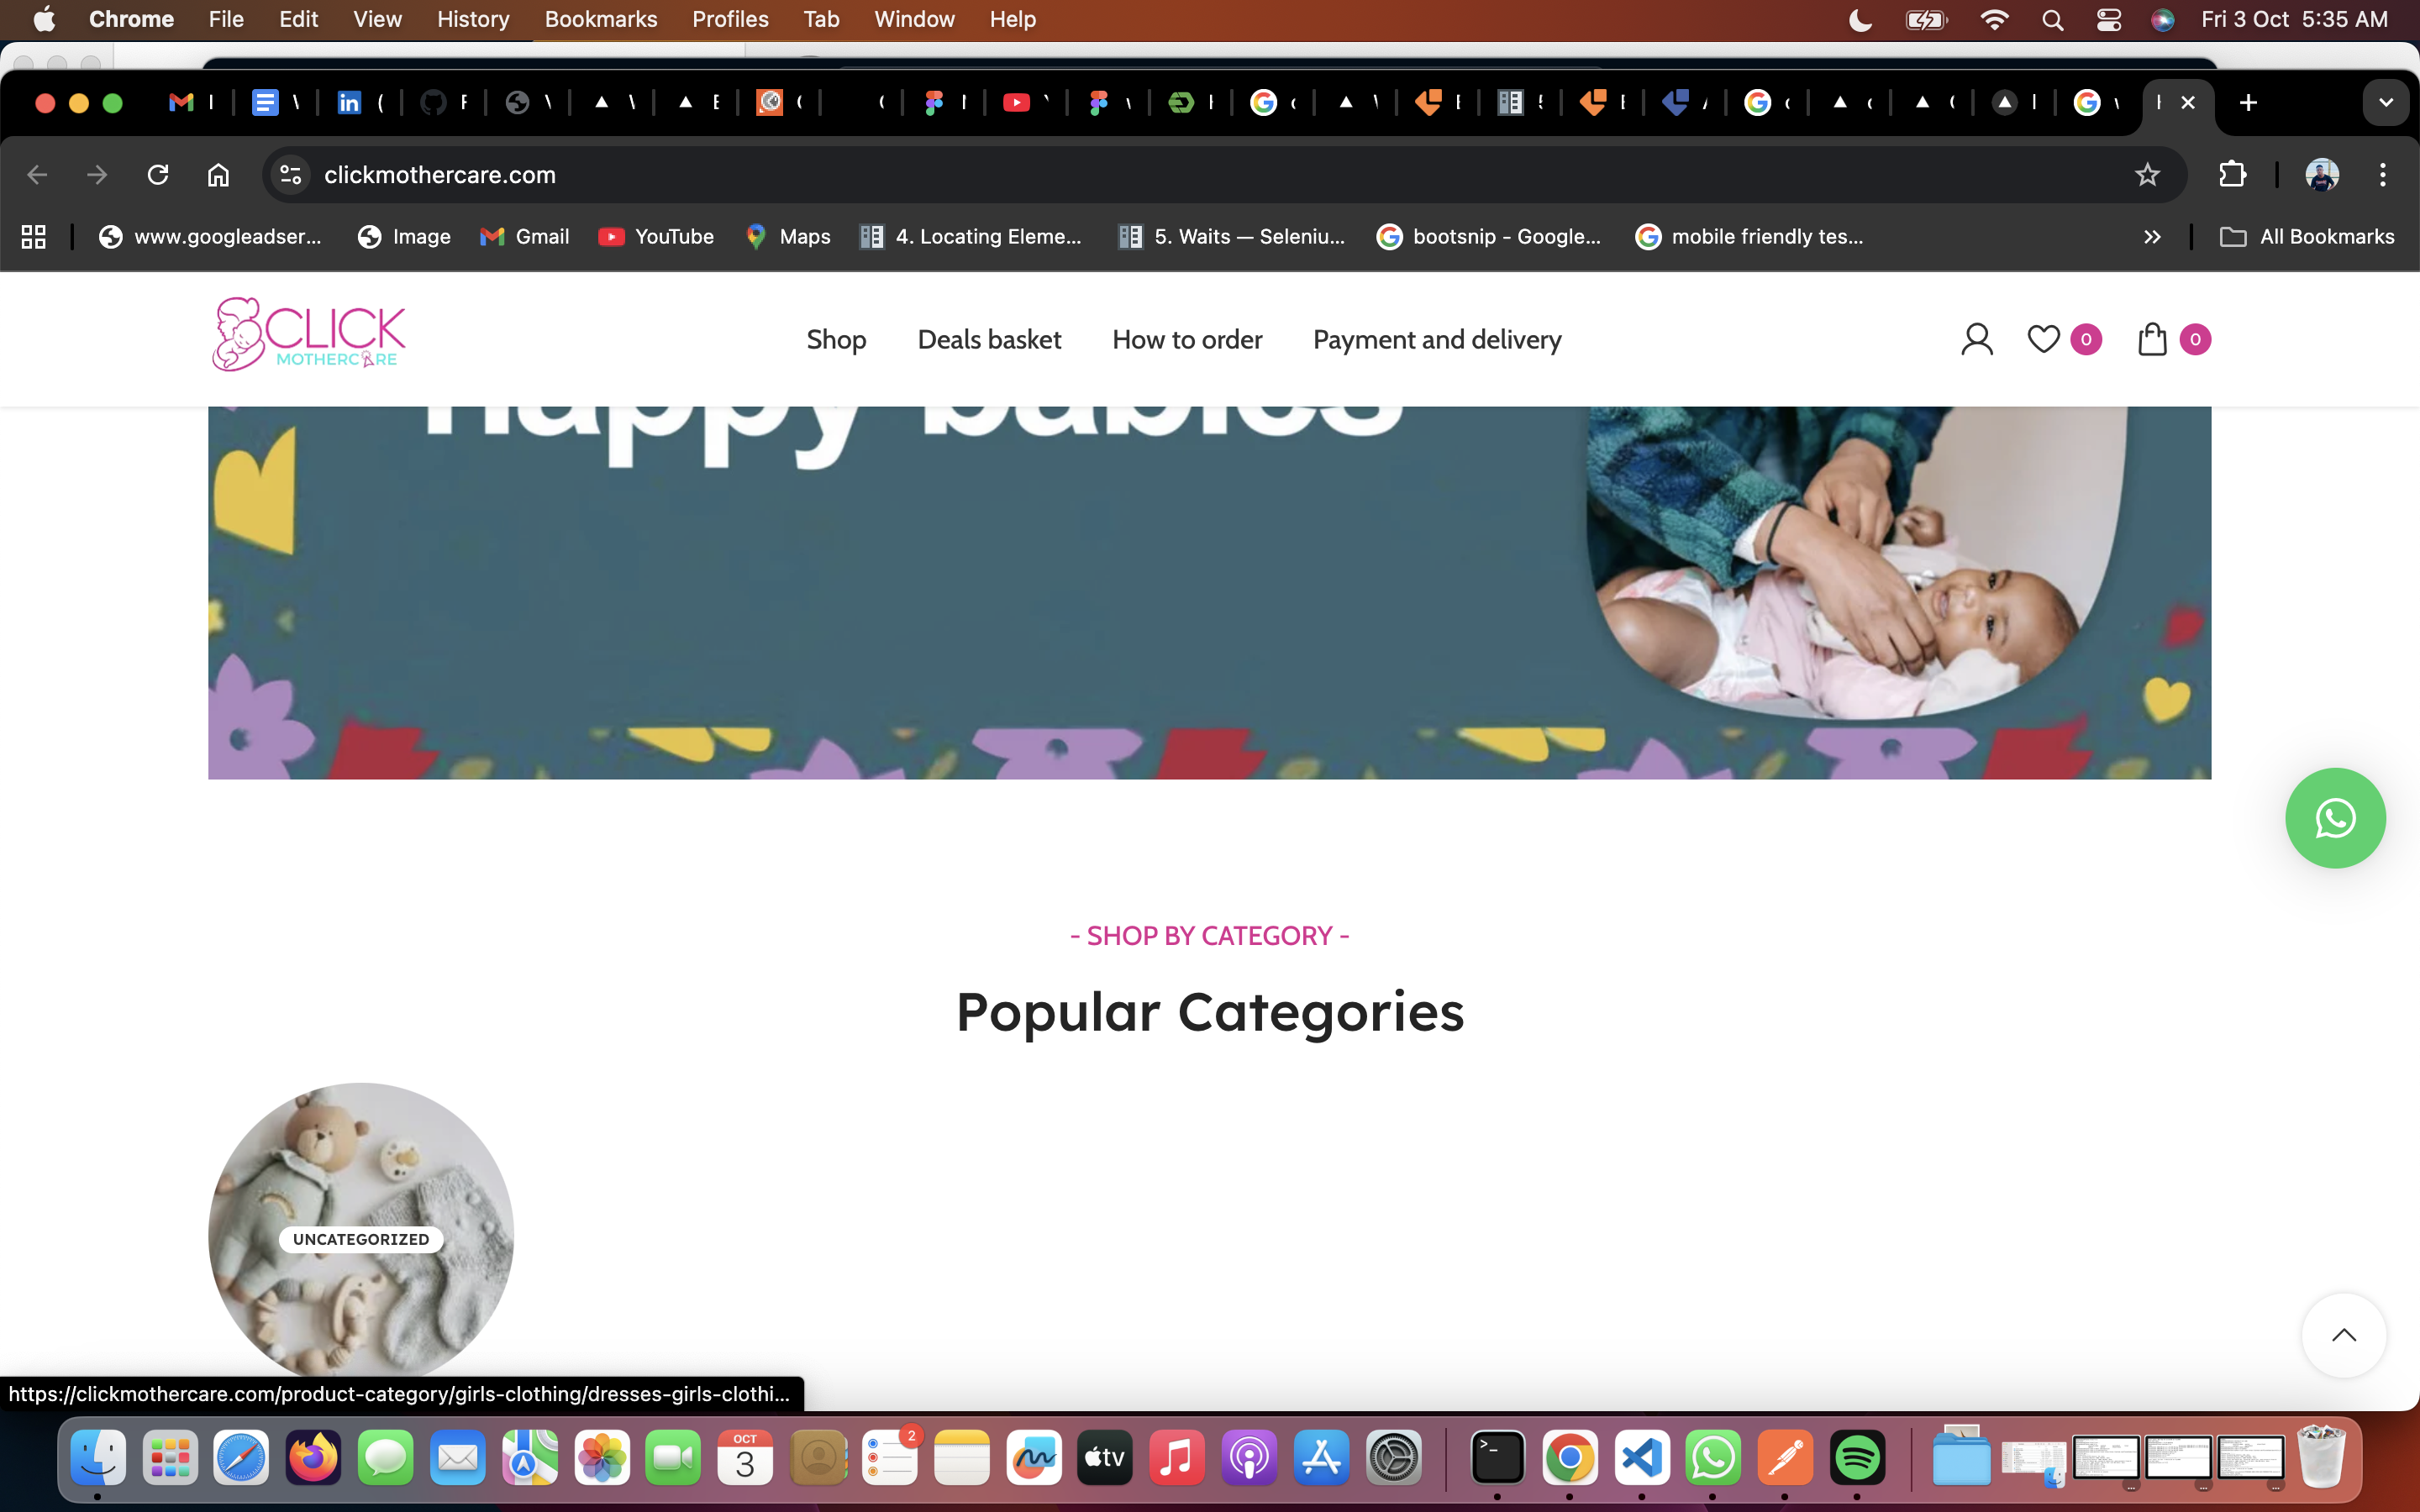 Chrome File Edit View History Bookmarks Profiles Tab Window Help Fri 3 Oct 5:35 AM
clickmothercare.com
www.googleadser... Image Gmail YouTube Maps 4. Locating Eleme... 5. Waits — Seleniu... bootsnip - Google... mobile friendly tes... All Bookmarks
CLICK
MOTHERCARE
Shop Deals basket How to order Payment and delivery 0 0
happy babies
- SHOP BY CATEGORY -
Popular Categories
UNCATEGORIZED
https://clickmothercare.com/product-category/girls-clothing/dresses-girls-clothi...
OCT
3
2
tv